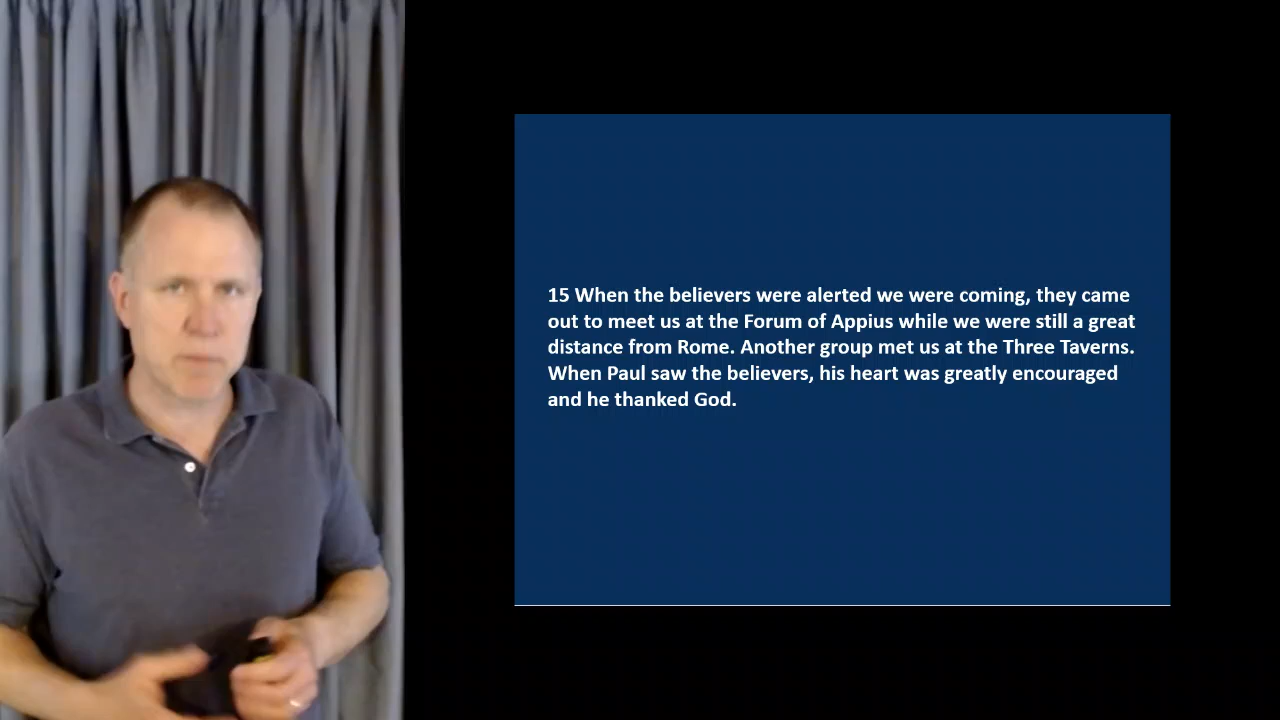 15 When the believers were alerted we were coming, they came
out to meet us at the Forum of Appius while we were still a great
distance from Rome. Another group met us at the Three Taverns.
When Paul saw the believers, his heart was greatly encouraged
and he thanked God.